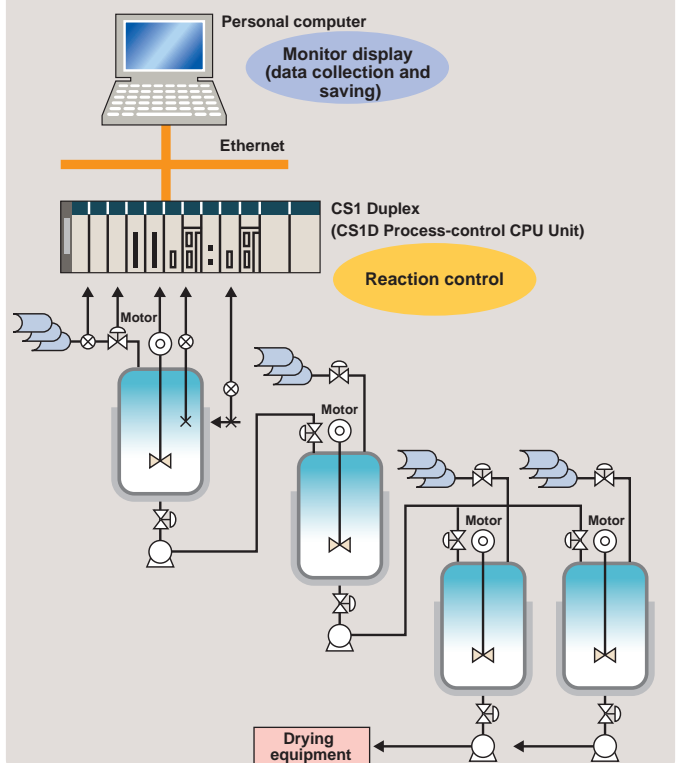 Personal computer
Monitor display
(data collection and
saving)
Ethernet
CS1 Duplex
(CS1D Process-control CPU Unit)
Reaction control
Motor
Motor
Motor
Motor
Drying
equipment